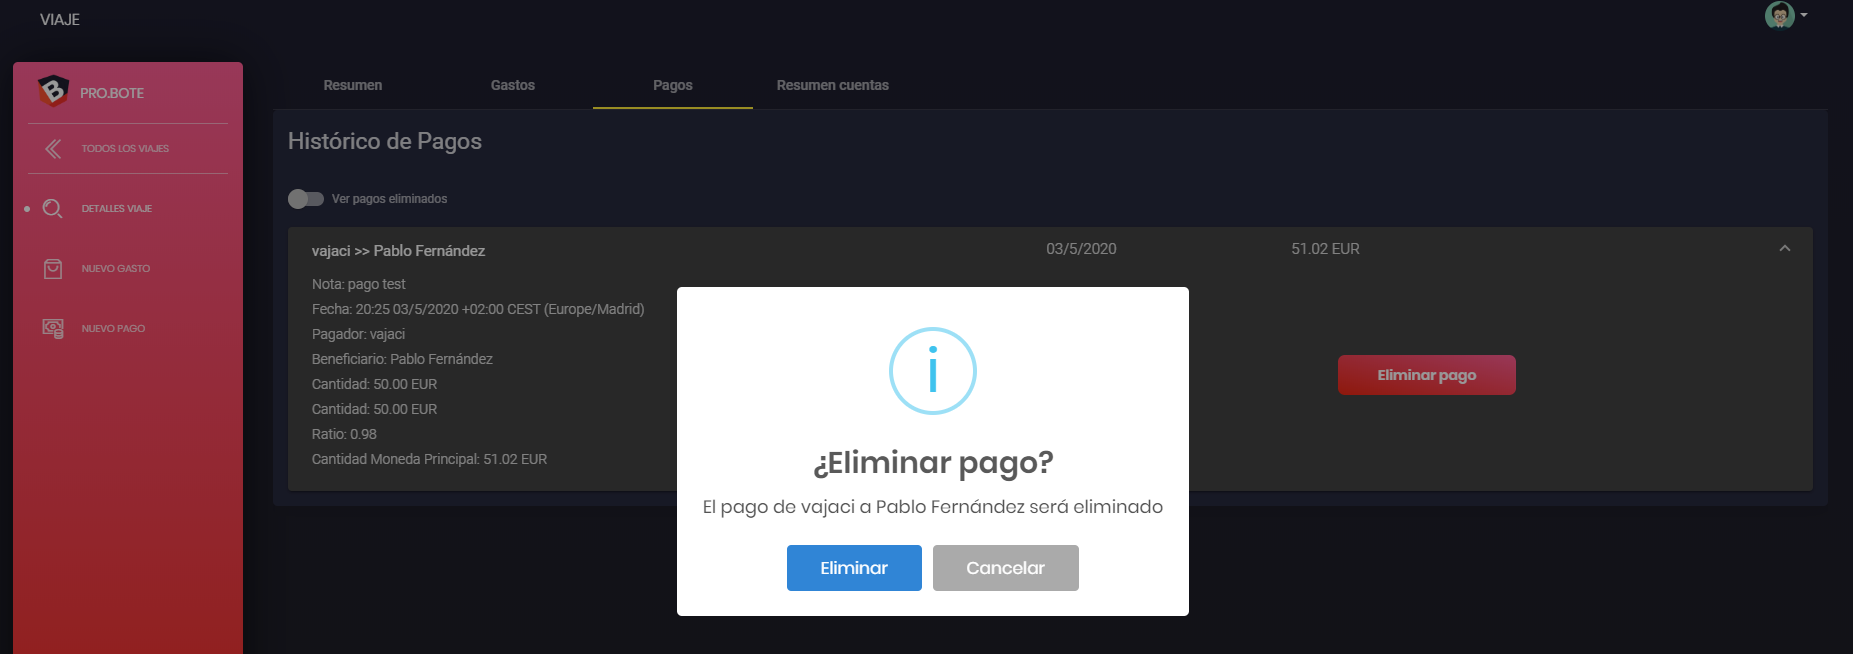 VIAJE
PRO.BOTE
TODOS LOS VIAJES
DETALLES VIAJE
NUEVO GASTO
NUEVO PAGO
Resumen Gastos Pagos Resumen cuentas
Histórico de Pagos
Ver pagos eliminados
vajaci >> Pablo Fernández 03/5/2020 51.02 EUR
Nota: pago test
Fecha: 20:25 03/5/2020 +02:00 CEST (Europe/Madrid)
Pagador: vajaci
Beneficiario: Pablo Fernández
Cantidad: 50.00 EUR
Cantidad: 50.00 EUR
Ratio: 0.98
Cantidad Moneda Principal: 51.02 EUR
Eliminar pago
¿Eliminar pago?
El pago de vajaci a Pablo Fernández será eliminado
Eliminar Cancelar